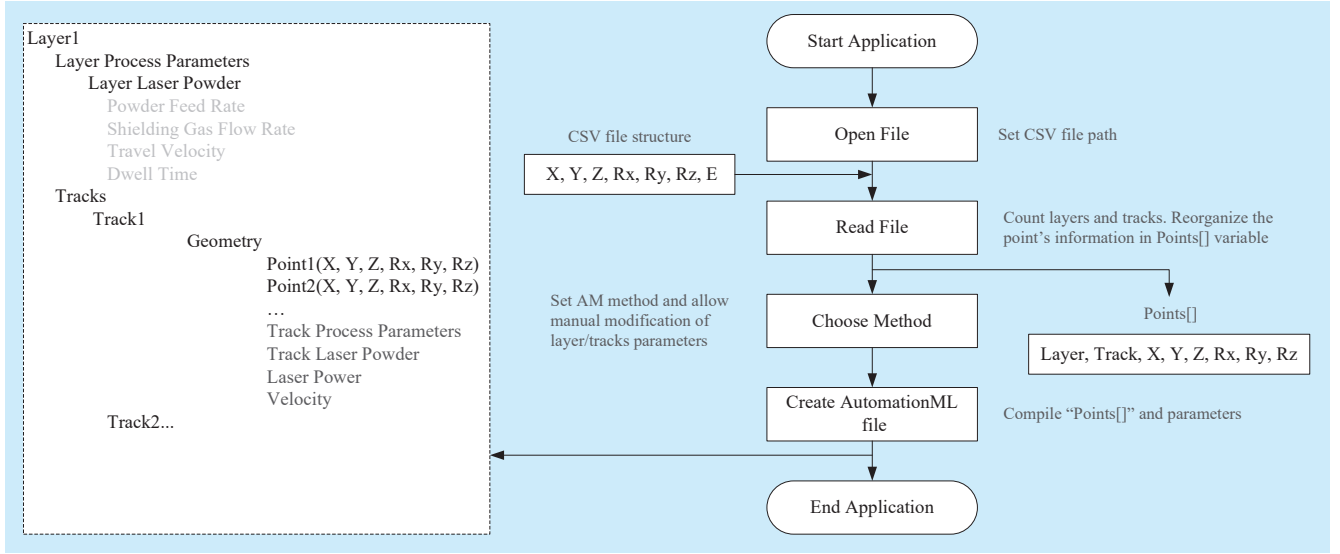 Layer1
Layer Process Parameters
Layer Laser Powder
Powder Feed Rate
Shielding Gas Flow Rate
Travel Velocity
Dwell Time
Tracks
Track1
Geometry
Point1(X, Y, Z, Rx, Ry, Rz)
Point2(X, Y, Z, Rx, Ry, Rz)
…
Track Process Parameters
Track Laser Powder
Laser Power
Velocity
Track2...
Start Application
Open File
Set CSV file path
CSV file structure
X, Y, Z, Rx, Ry, Rz, E
Read File
Count layers and tracks. Reorganize the
point’s information in Points[] variable
Set AM method and allow
manual modification of
layer/tracks parameters
Choose Method
Points[]
Layer, Track, X, Y, Z, Rx, Ry, Rz
Create AutomationML
file
Compile “Points[]” and parameters
End Application